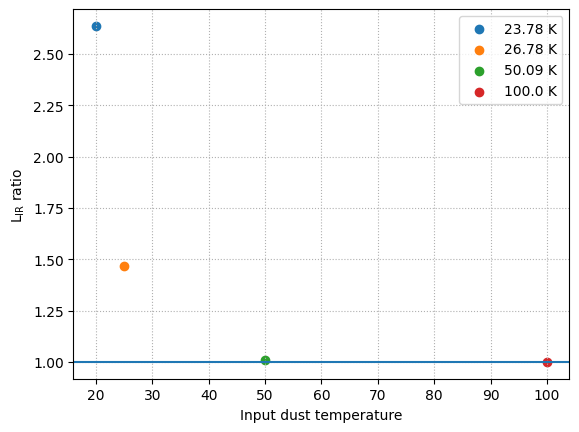 2.50
2.25
2.00
1.75
1.50
1.25
1.00
L_IR ratio
23.78 K
26.78 K
50.09 K
100.0 K
20 30 40 50 60 70 80 90 100
Input dust temperature